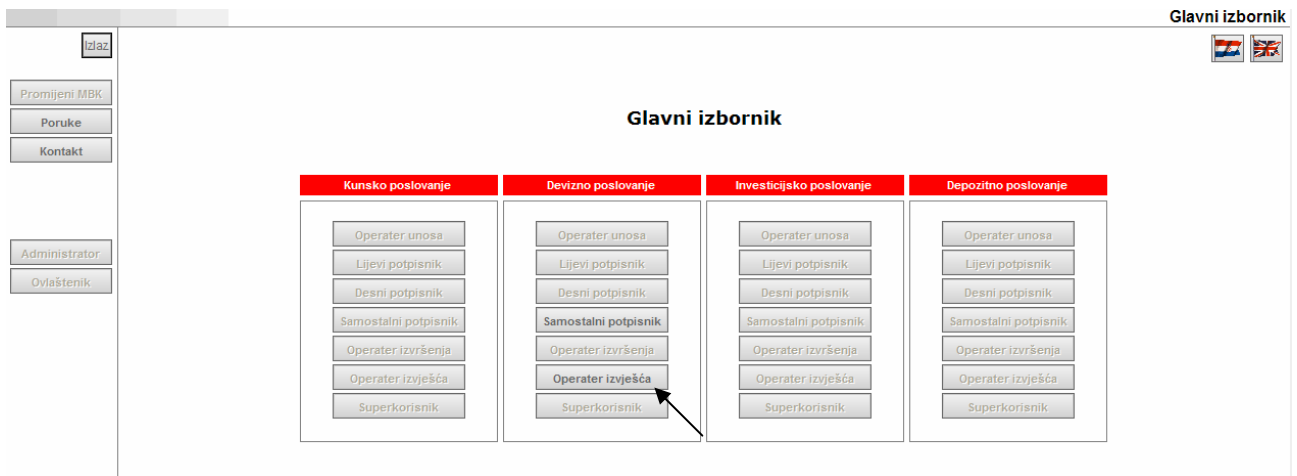 Glavni izbornik
Izlaz
Promijeni MBK
Poruke
Kontakt
Administrator
Ovlaštenik
Glavni izbornik
Kunsko poslovanje
Operater unosa
Lijevi potpisnik
Desni potpisnik
Samostalni potpisnik
Operater izvršenja
Operater izvješća
Superkorisnik
Devizno poslovanje
Operater unosa
Lijevi potpisnik
Desni potpisnik
Samostalni potpisnik
Operater izvršenja
Operater izvješća
Superkorisnik
Investicijsko poslovanje
Operater unosa
Lijevi potpisnik
Desni potpisnik
Samostalni potpisnik
Operater izvršenja
Operater izvješća
Superkorisnik
Depozitno poslovanje
Operater unosa
Lijevi potpisnik
Desni potpisnik
Samostalni potpisnik
Operater izvršenja
Operater izvješća
Superkorisnik